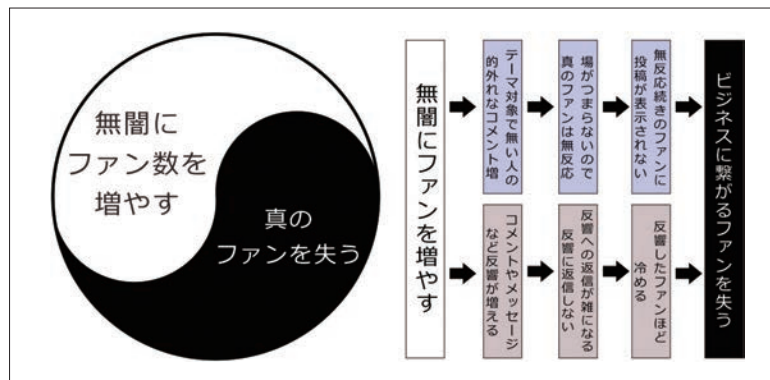 無闇に
ファン数を
増やす
真の
ファンを失う
無闇にファンを増やす
テーマ対象で無い人の
的外れなコメント増
場がつまらないので
真のファンは無反応
無反応続きのファンに
投稿が表示されない
コメントやメッセージ
など反響が増える
反響への返信が雑になる
反響に返信しない
反響したファンほど
冷める
ビジネスに繋がるファンを失う